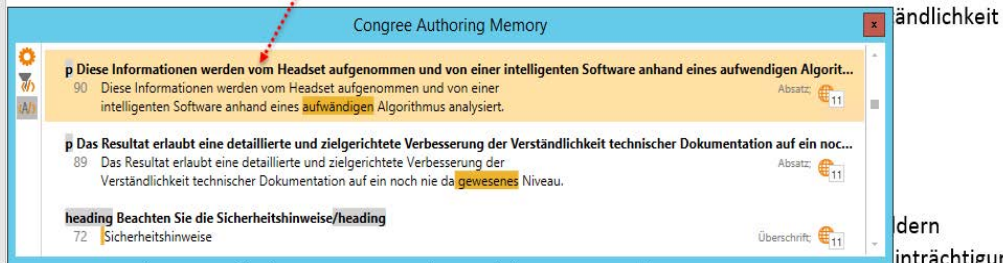 Congree Authoring Memory
x
ändlichkeit
p Diese Informationen werden vom Headset aufgenommen und von einer intelligenten Software anhand eines aufwendigen Algorit...
90 Diese Informationen werden vom Headset aufgenommen und von einer
intelligenten Software anhand eines aufwändigen Algorithmus analysiert.
Absatz; 11
p Das Resultat erlaubt eine detaillierte und zielgerichtete Verbesserung der Verständlichkeit technischer Dokumentation auf ein noc...
89 Das Resultat erlaubt eine detaillierte und zielgerichtete Verbesserung der
Verständlichkeit technischer Dokumentation auf ein noch nie da gewesenes Niveau.
Absatz; 11
heading Beachten Sie die Sicherheitshinweise/heading
72 Sicherheitshinweise
Überschrift; 11
ldern
inträchtigur